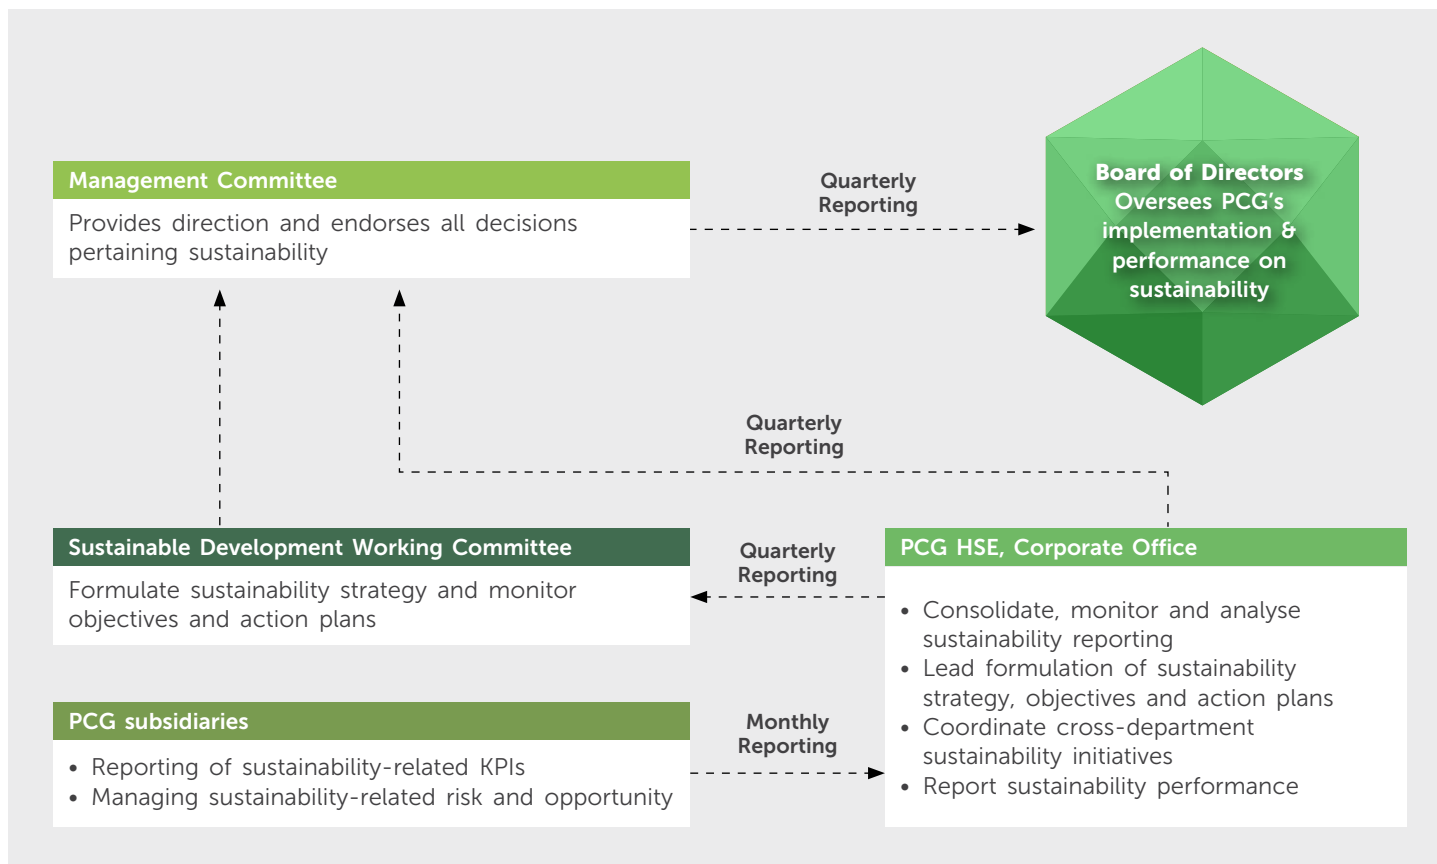 Management Committee
Provides direction and endorses all decisions
pertaining sustainability
Quarterly
Reporting
Board of Directors
Oversees PCG's
implementation &
performance on
sustainability
Quarterly
Reporting
Sustainable Development Working Committee
Formulate sustainability strategy and monitor
objectives and action plans
Quarterly
Reporting
PCG HSE, Corporate Office
• Consolidate, monitor and analyse
sustainability reporting
• Lead formulation of sustainability
strategy, objectives and action plans
• Coordinate cross-department
sustainability initiatives
• Report sustainability performance
PCG subsidiaries
• Reporting of sustainability-related KPIs
• Managing sustainability-related risk and opportunity
Monthly
Reporting